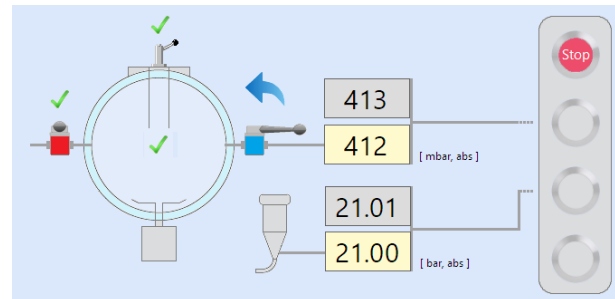 Stop
413
412
[ mbar, abs ]
21.01
21.00
[ bar, abs ]